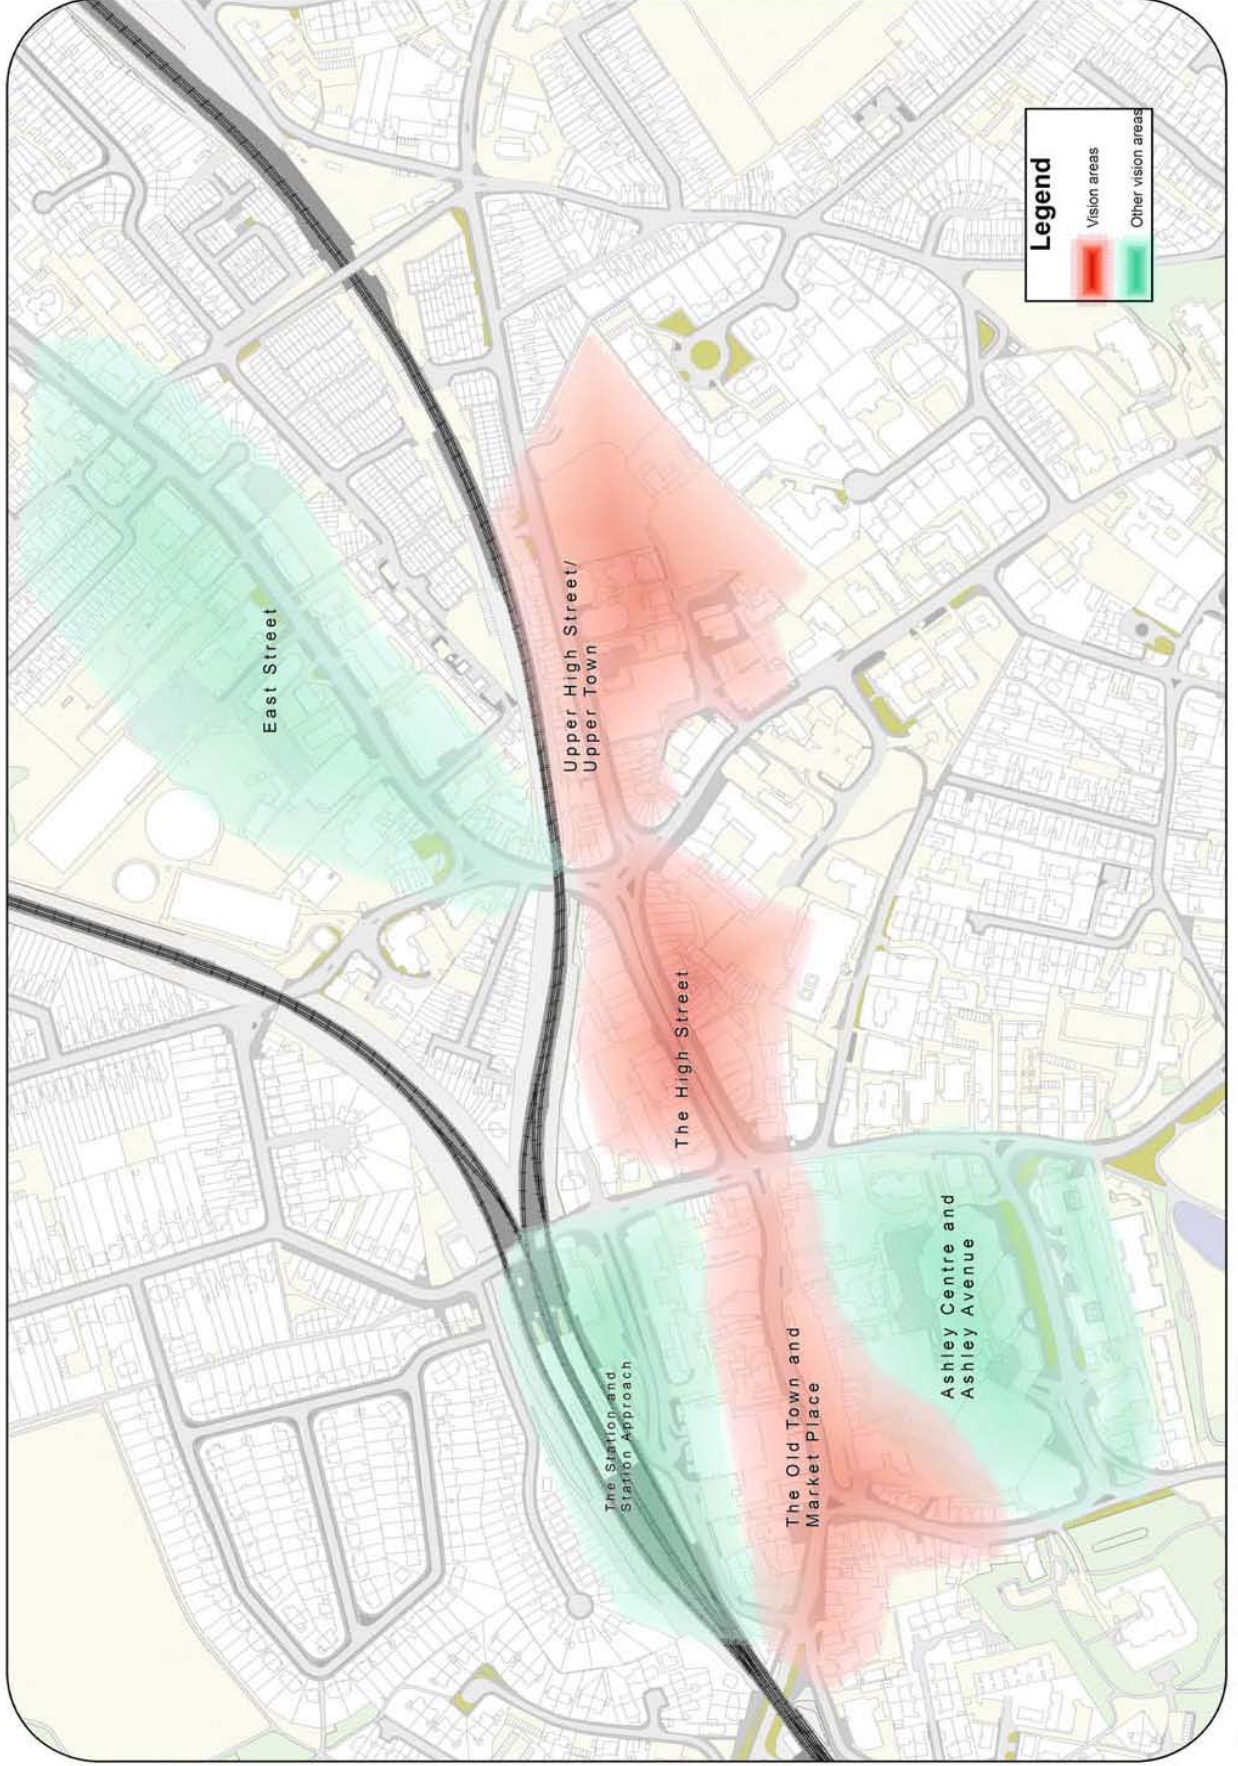 East Street
Upper High Street/
Upper Town
The High Street
The Station and
Station Approach
The Old Town and
Market Place
Ashley Centre and
Ashley Avenue
Legend
Vision areas
Other vision areas